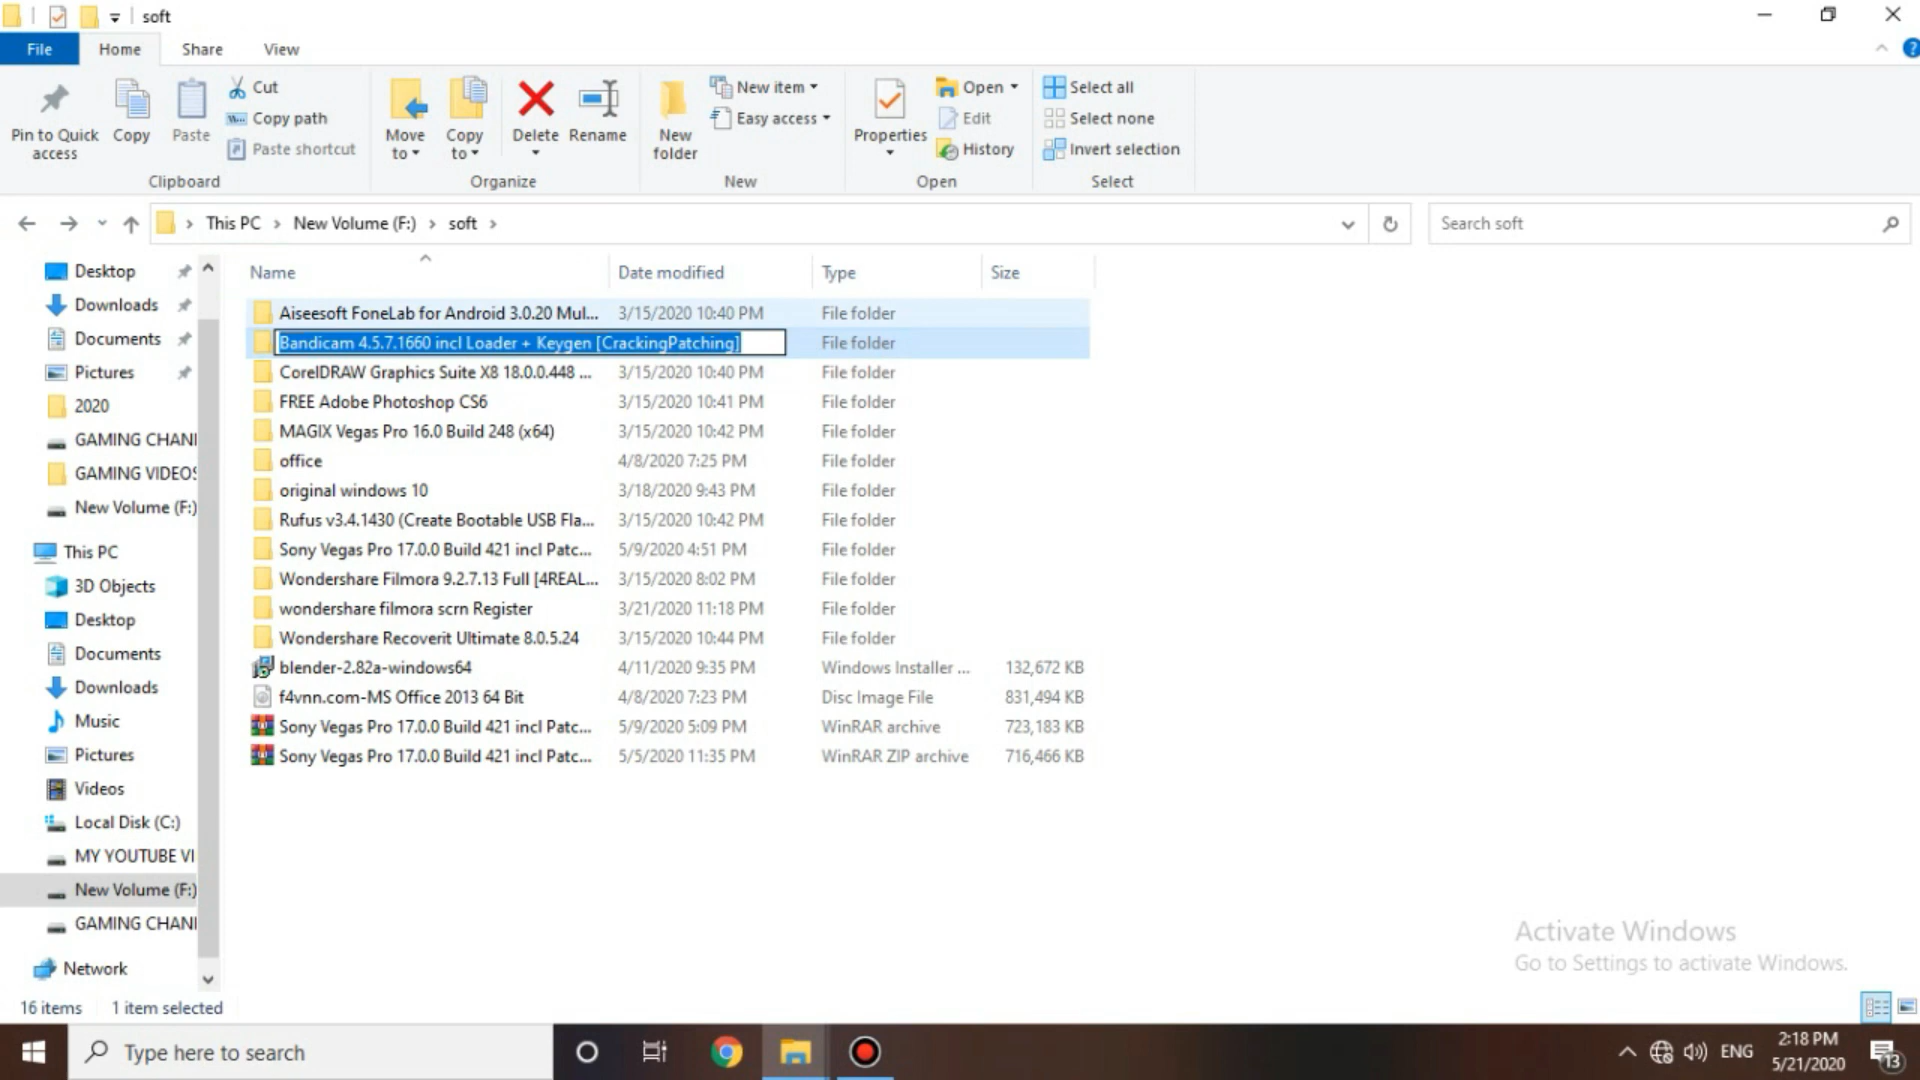 soft
File
Home
Share
View
Pin to Quick access
Copy
Paste
Cut
Copy path
Paste shortcut
Clipboard
Move to
Copy to
Delete
Rename
Organize
New folder
New item
Easy access
New
Properties
Open
Edit
History
Open
Select all
Select none
Invert selection
Select
This PC
New Volume (F:)
soft
Search soft
Desktop
Downloads
Documents
Pictures
2020
GAMING CHAN
GAMING VIDEOS
New Volume (F:)
This PC
3D Objects
Desktop
Documents
Downloads
Music
Pictures
Videos
Local Disk (C:)
MY YOUTUBE VI
New Volume (F:)
GAMING CHAN
Network
Name Date modified Type Size
Aiseesoft FoneLab for Android 3.0.20 Mul... 3/15/2020 10:40 PM File folder
Bandicam 4.5.7.1660 incl Loader + Keygen [CrackingPatching] File folder
CorelDRAW Graphics Suite X8 18.0.0.448 ... 3/15/2020 10:40 PM File folder
FREE Adobe Photoshop CS6 3/15/2020 10:41 PM File folder
MAGIX Vegas Pro 16.0 Build 248 (x64) 3/15/2020 10:42 PM File folder
office 4/8/2020 7:25 PM File folder
original windows 10 3/18/2020 9:43 PM File folder
Rufus v3.4.1430 (Create Bootable USB Fla... 3/15/2020 10:42 PM File folder
Sony Vegas Pro 17.0.0 Build 421 incl Patc... 5/9/2020 4:51 PM File folder
Wondershare Filmora 9.2.7.13 Full [4REAL... 3/15/2020 8:02 PM File folder
wondershare filmora scrn Register 3/21/2020 11:18 PM File folder
Wondershare Recoverit Ultimate 8.0.5.24 3/15/2020 10:44 PM File folder
blender-2.82a-windows64 4/11/2020 9:35 PM Windows Installer ... 132,672 KB
f4vnn.com-MS Office 2013 64 Bit 4/8/2020 7:23 PM Disc Image File 831,494 KB
Sony Vegas Pro 17.0.0 Build 421 incl Patc... 5/9/2020 5:09 PM WinRAR archive 723,183 KB
Sony Vegas Pro 17.0.0 Build 421 incl Patc... 5/5/2020 11:35 PM WinRAR ZIP archive 716,466 KB
Activate Windows
Go to Settings to activate Windows.
16 items 1 item selected
Type here to search
ENG
2:18 PM
5/21/2020
13